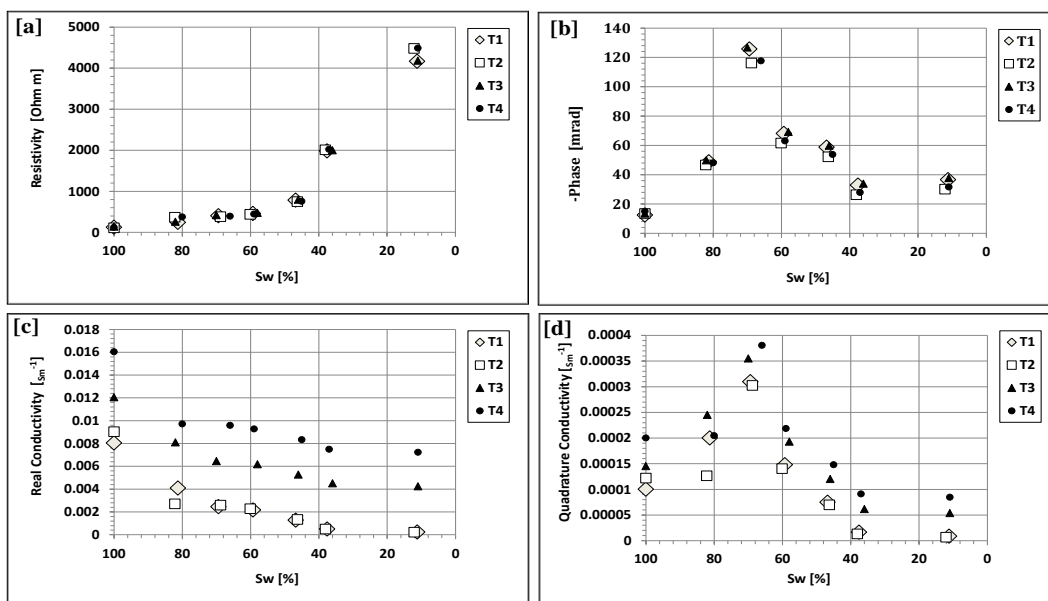 [a]
5000
4000
3000
2000
1000
0
Resistivity [Ohm m]
100 80 60 40 20 0
Sw [%]
T1
T2
T3
T4
[b]
140
120
100
80
60
40
20
0
-Phase [mrad]
100 80 60 40 20 0
Sw [%]
T1
T2
T3
T4
[c]
0.018
0.016
0.014
0.012
0.01
0.008
0.006
0.004
0.002
0
Real Conductivity [Sm-1]
100 80 60 40 20 0
Sw [%]
T1
T2
T3
T4
[d]
0.0004
0.00035
0.0003
0.00025
0.0002
0.00015
0.0001
0.00005
0
Quadrature Conductivity [Sm-1]
100 80 60 40 20 0
Sw [%]
T1
T2
T3
T4